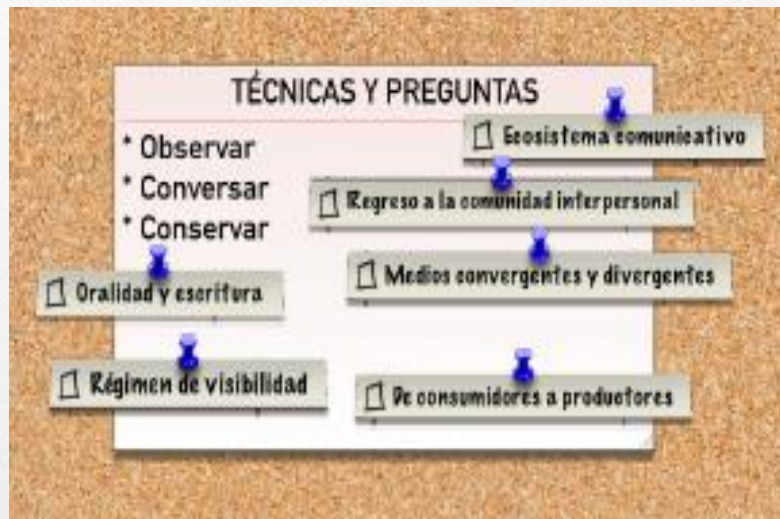 TÉCNICAS Y PREGUNTAS
* Observar
* Conversar
* Conservar
Ecosistema comunicativo
Regreso a la comunidad interpersonal
Medios convergentes y divergentes
Oralidad y escritura
Régimen de visibilidad
De consumidores a productores